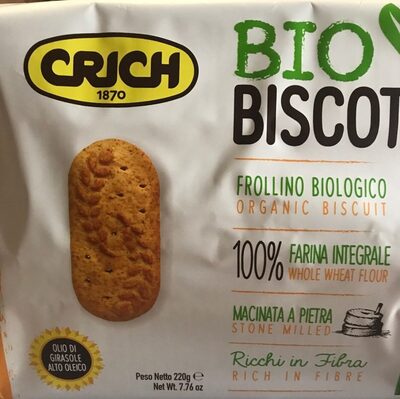 CRICH
1870
BIO
BISCOT
FROLLINO BIOLOGICO
ORGANIC BISCUIT
100% FARINA INTEGRALE
WHOLE WHEAT FLOUR
MACINATA A PIETRA
STONE MILLED
Ricchi in Fibra
RICH IN FIBRE
OLIO DI
GIRASOLE
ALTO OLEICO
Peso Netto 220g ℮
Net Wt. 7.76 oz